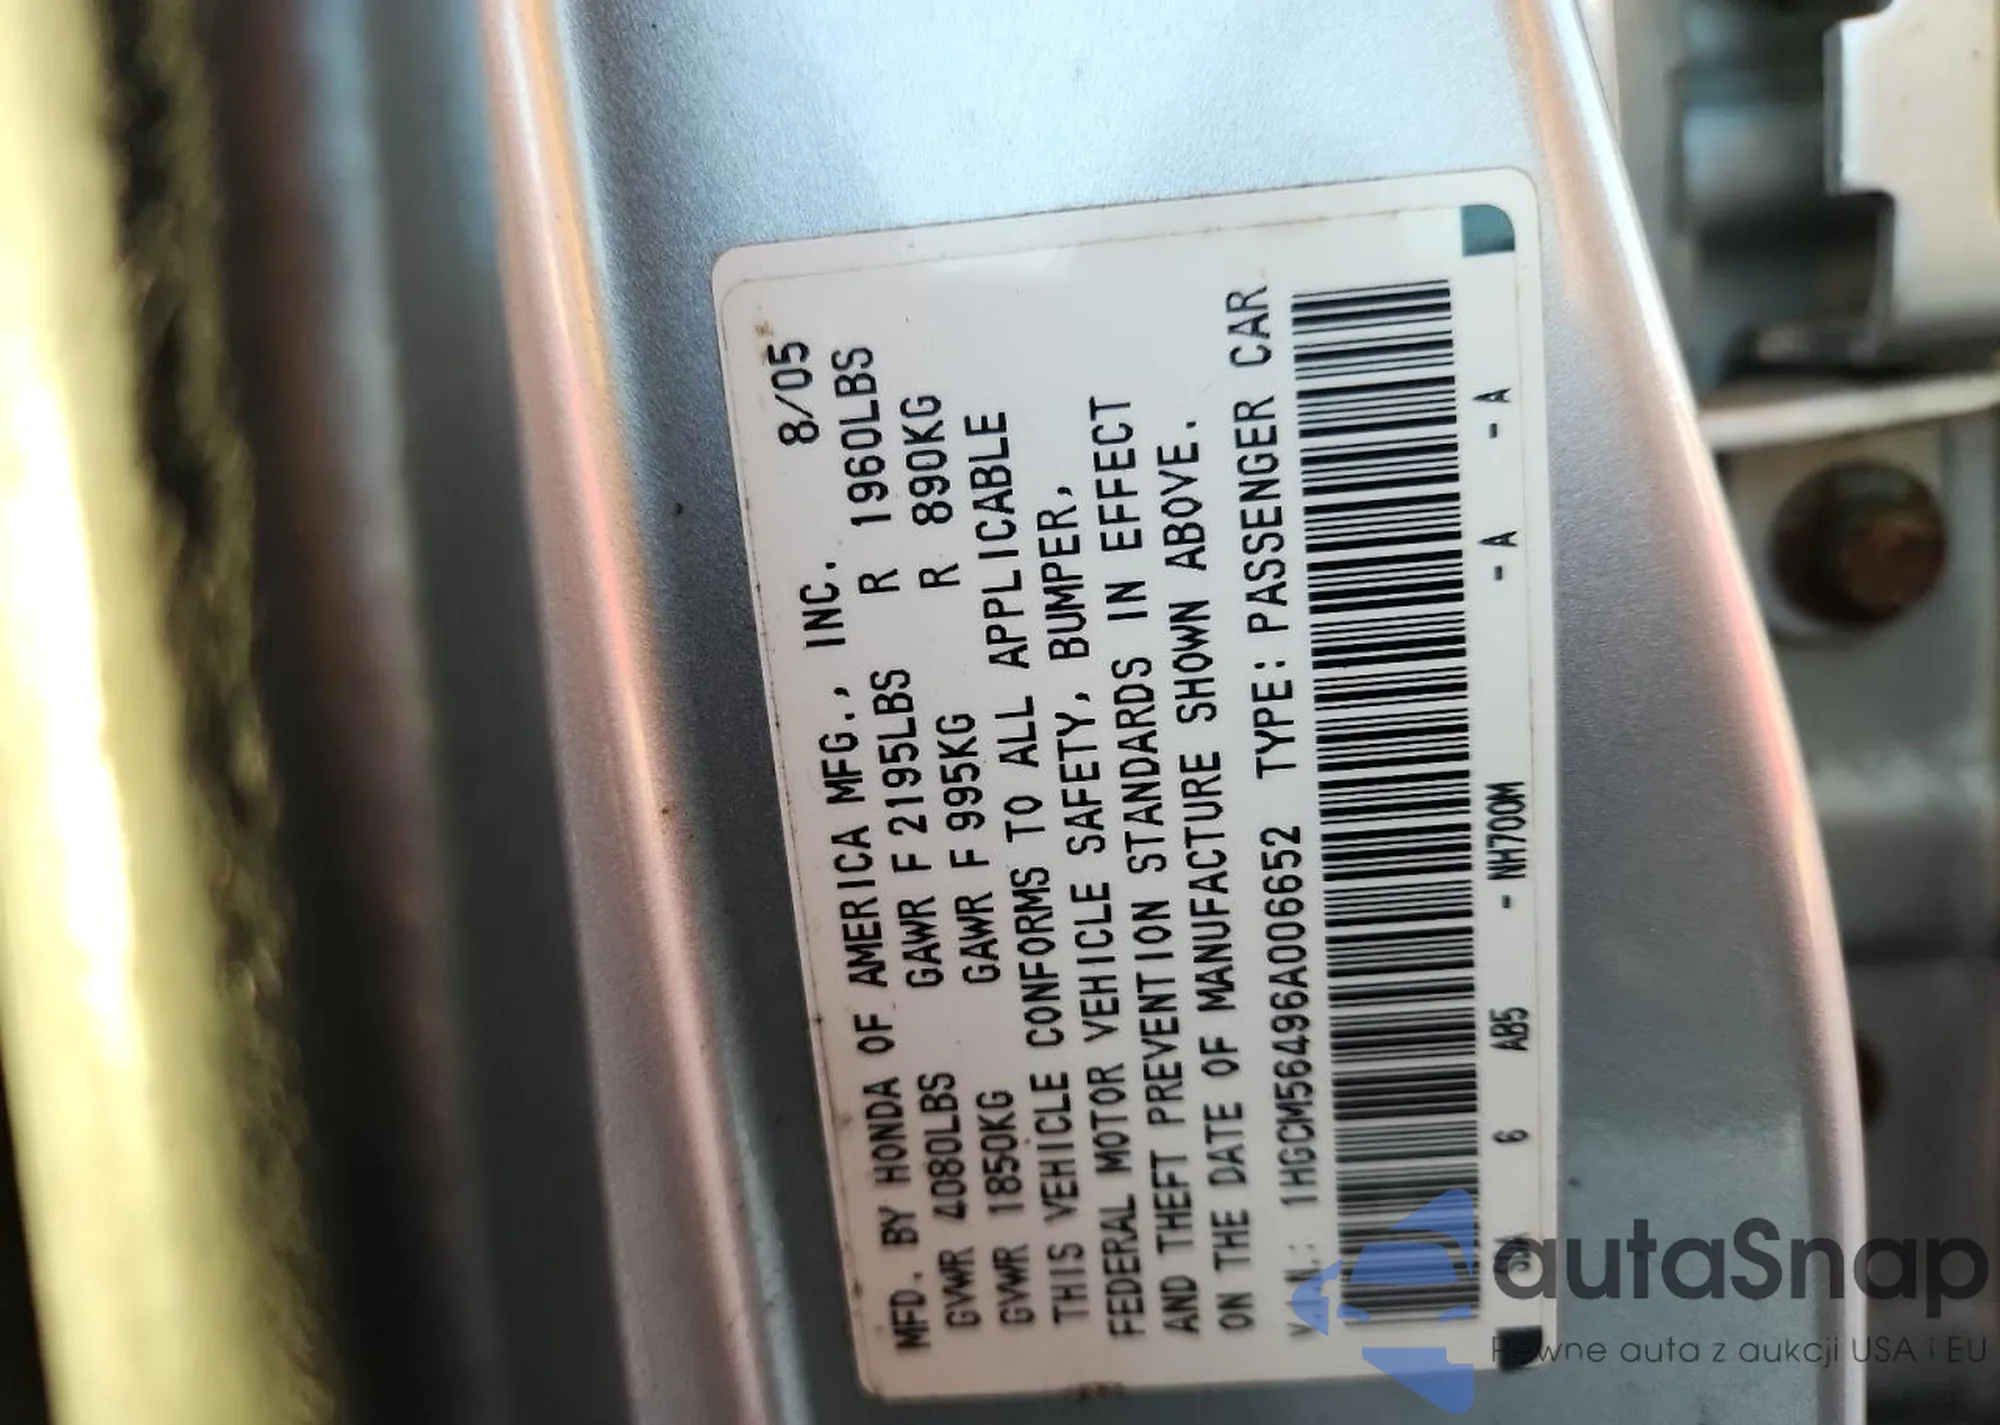 MFD. BY HONDA OF AMERICA MFG., INC. 8/05
GVWR 4080LBS GAWR F 2195LBS R 1960LBS
GVWR 1850KG GAWR F 995KG R 890KG
THIS VEHICLE CONFORMS TO ALL APPLICABLE
FEDERAL MOTOR VEHICLE SAFETY, BUMPER,
AND THEFT PREVENTION STANDARDS IN EFFECT
ON THE DATE OF MANUFACTURE SHOWN ABOVE.
V.I.N.: 1HGCM56496A006652 TYPE: PASSENGER CAR
6 AB5 - NH700M - A - A
autaSnap
Pewne auta z aukcji USA i EU